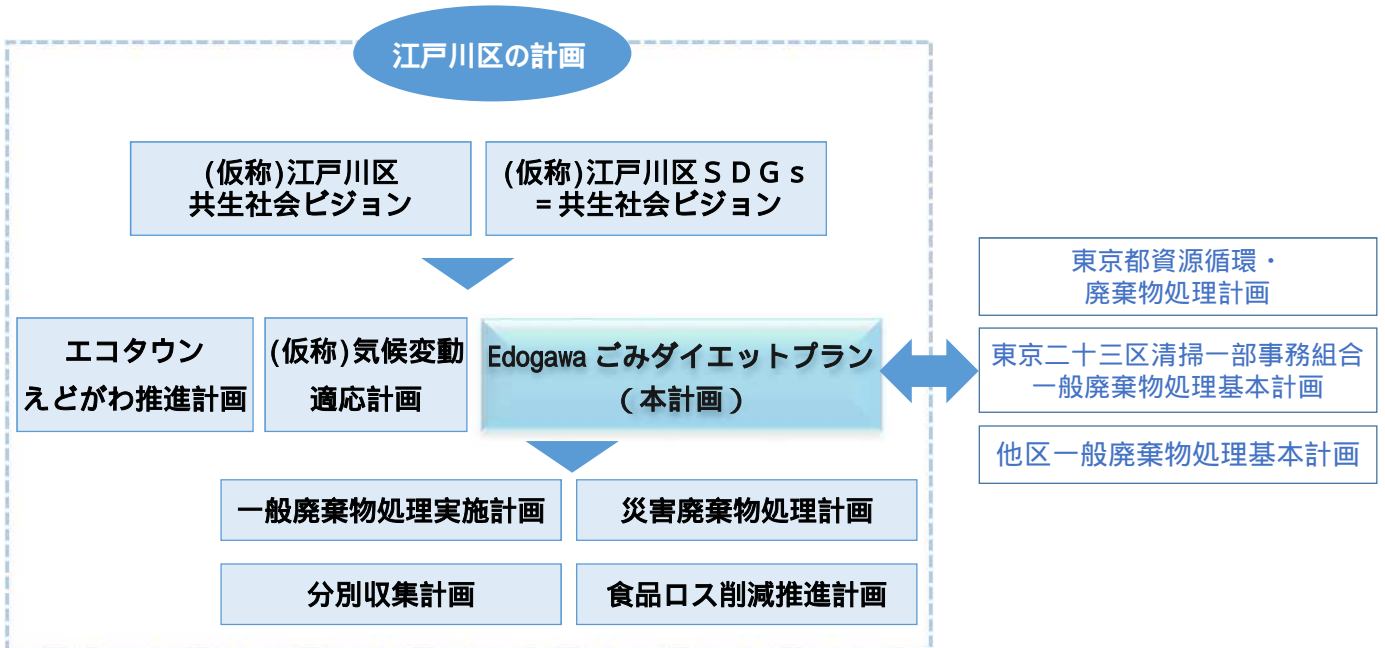 江戸川区の計画
(仮称)江戸川区
共生社会ビジョン
(仮称)江戸川区ＳＤＧｓ
＝共生社会ビジョン
エコタウン
えどがわ推進計画
(仮称)気候変動
適応計画
Edogawa ごみダイエットプラン
（本計画）
東京都資源循環・
廃棄物処理計画
東京二十三区清掃一部事務組合
一般廃棄物処理基本計画
他区一般廃棄物処理基本計画
一般廃棄物処理実施計画
災害廃棄物処理計画
分別収集計画
食品ロス削減推進計画